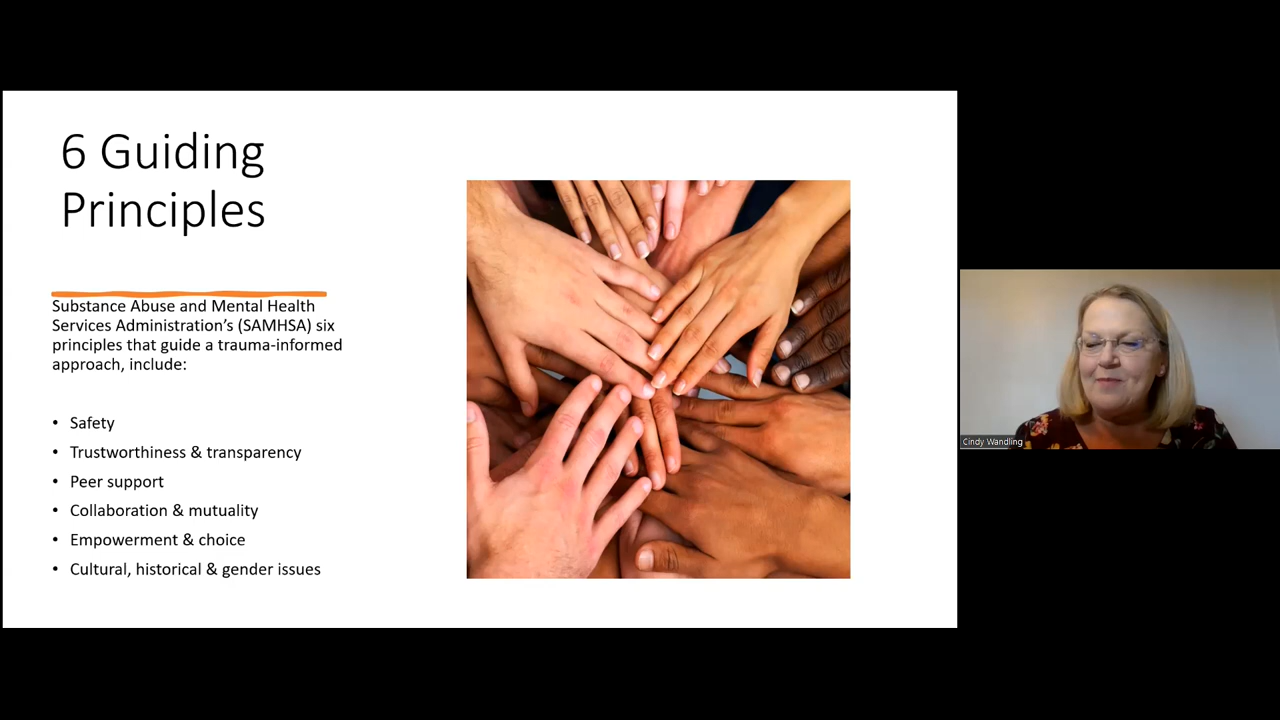 6 Guiding
Principles
Substance Abuse and Mental Health
Services Administration’s (SAMHSA) six
principles that guide a trauma-informed
approach, include:
• Safety
• Trustworthiness & transparency
• Peer support
• Collaboration & mutuality
• Empowerment & choice
• Cultural, historical & gender issues
Cindy Wandling